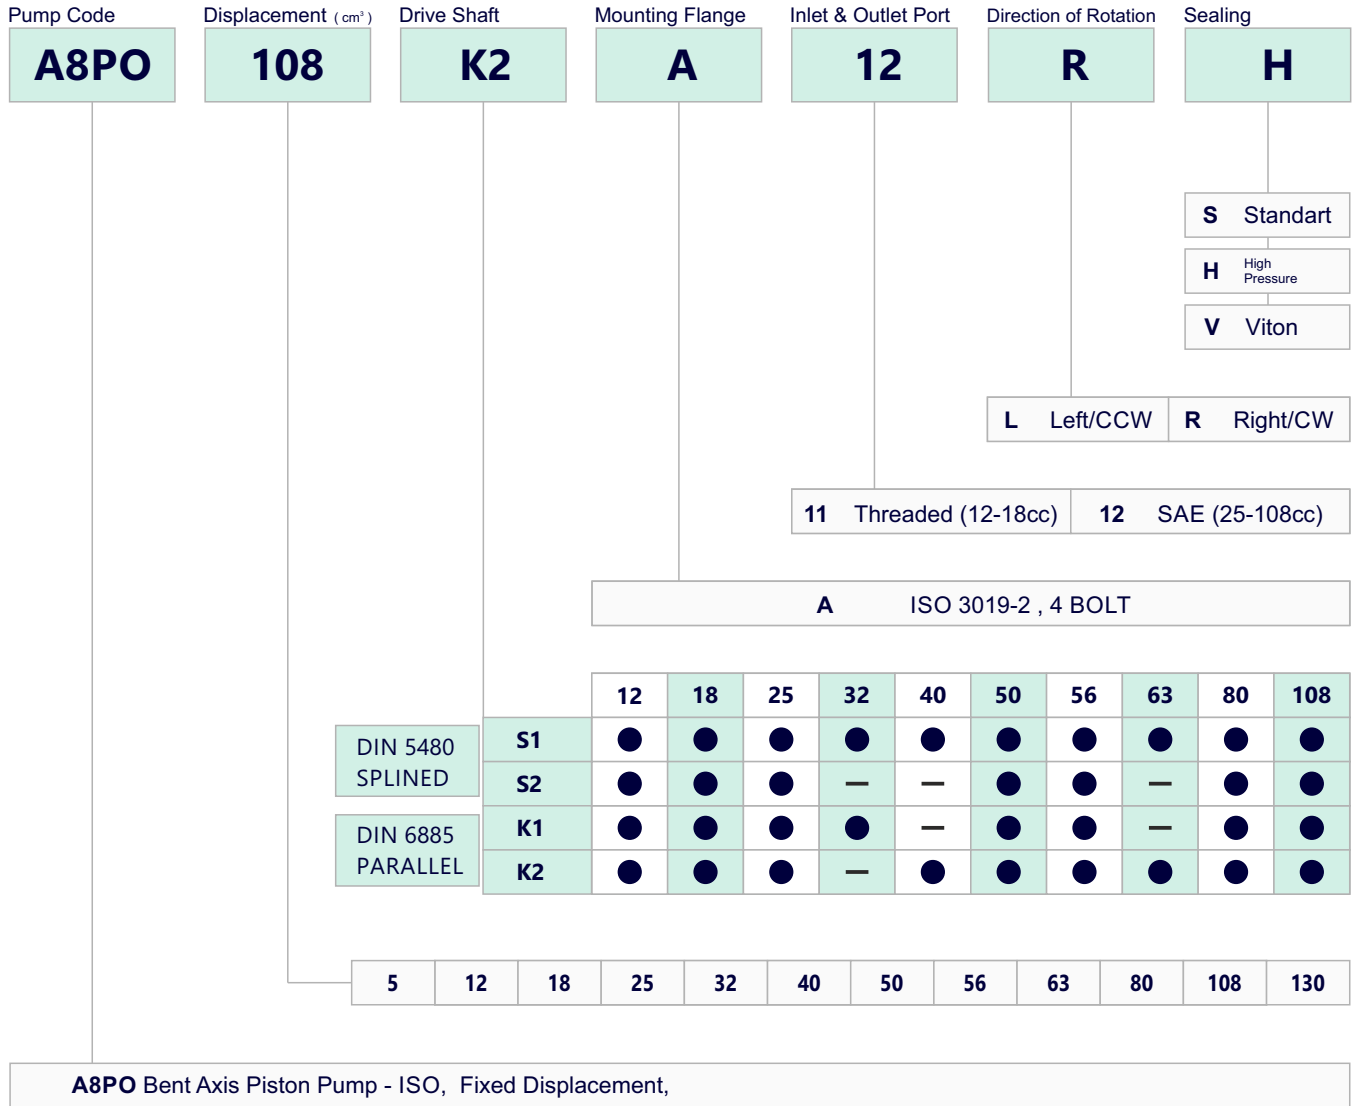 Pump Code Displacement ( cm³ ) Drive Shaft Mounting Flange Inlet & Outlet Port Direction of Rotation Sealing
A8PO 108 K2 A 12 R H
S Standart
H High
Pressure
V Viton
L Left/CCW R Right/CW
11 Threaded (12-18cc) 12 SAE (25-108cc)
A ISO 3019-2 , 4 BOLT
12 18 25 32 40 50 56 63 80 108
DIN 5480
SPLINED
S1 ● ● ● ● ● ● ● ● ● ●
S2 ● ● ● – – ● ● – ● ●
DIN 6885
PARALLEL
K1 ● ● ● ● – ● ● – ● ●
K2 ● ● ● – ● ● ● ● ● ●
5 12 18 25 32 40 50 56 63 80 108 130
A8PO Bent Axis Piston Pump - ISO, Fixed Displacement,